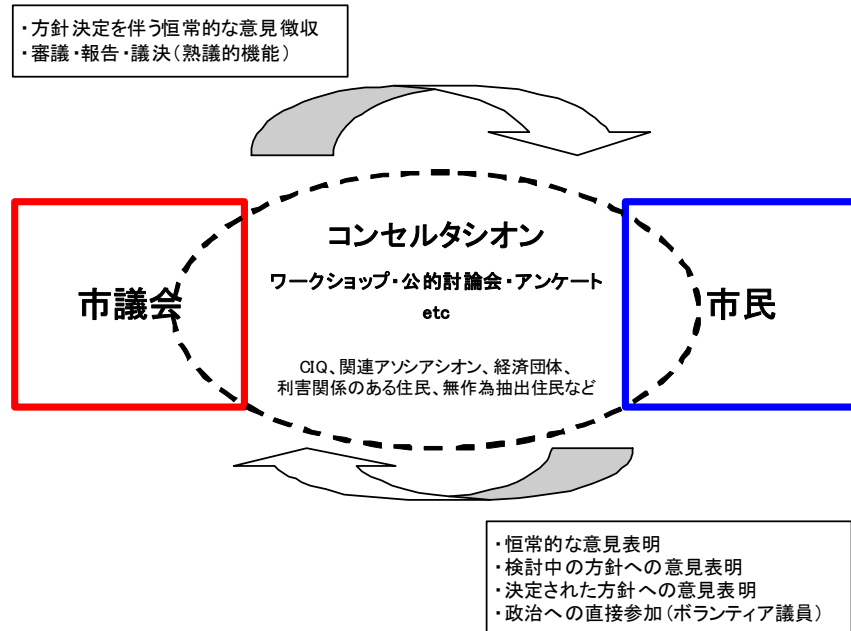 ・方針決定を伴う恒常的な意見徴収
・審議・報告・議決(熟議的機能)
コンセルタシオン
ワークショップ・公的討論会・アンケート
etc
市議会
市民
CIQ、関連アソシアシオン、経済団体、
利害関係のある住民、無作為抽出住民など
・恒常的な意見表明
・検討中の方針への意見表明
・決定された方針への意見表明
・政治への直接参加(ボランティア議員)